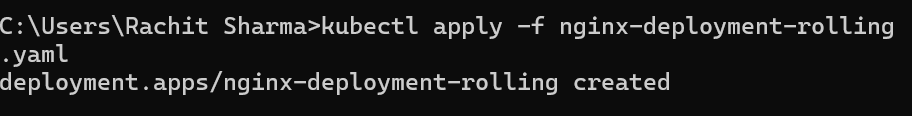 C:\Users\Rachit Sharma>kubectl apply -f nginx-deployment-rolling
.yaml
deployment.apps/nginx-deployment-rolling created